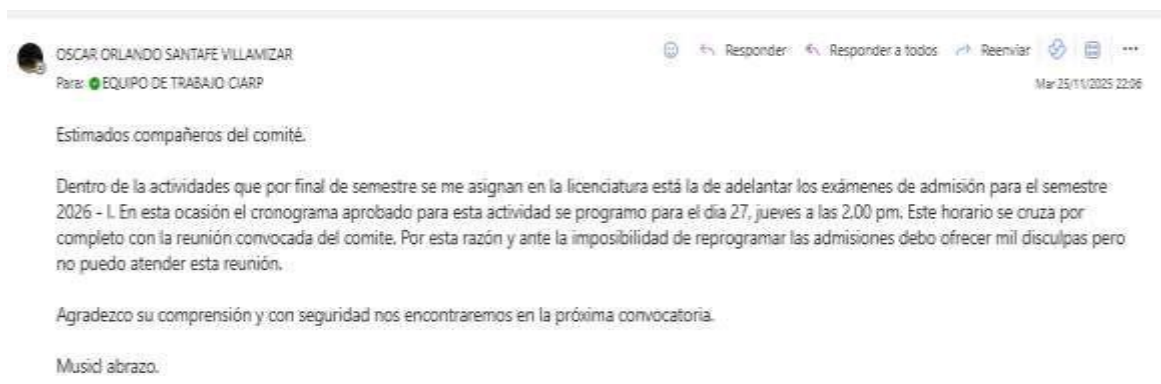 OSCAR ORLANDO SANTAFE VILLAMIZAR
Responder Responder a todos Reenviar
Para: EQUIPO DE TRABAJO CIARP
Mar 25/11/2025 22:06
Estimados compañeros del comité.
Dentro de la actividades que por final de semestre se me asignan en la licenciatura está la de adelantar los exámenes de admisión para el semestre
2026 - I. En esta ocasión el cronograma aprobado para esta actividad se programo para el dia 27, jueves a las 2.00 pm. Este horario se cruza por
completo con la reunión convocada del comite. Por esta razón y ante la imposibilidad de reprogramar las admisiones debo ofrecer mil disculpas pero
no puedo atender esta reunión.
Agradezco su comprensión y con seguridad nos encontraremos en la próxima convocatoria.
Musicl abrazo.